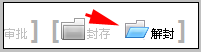 审批 ] [ 封存 解封 ]